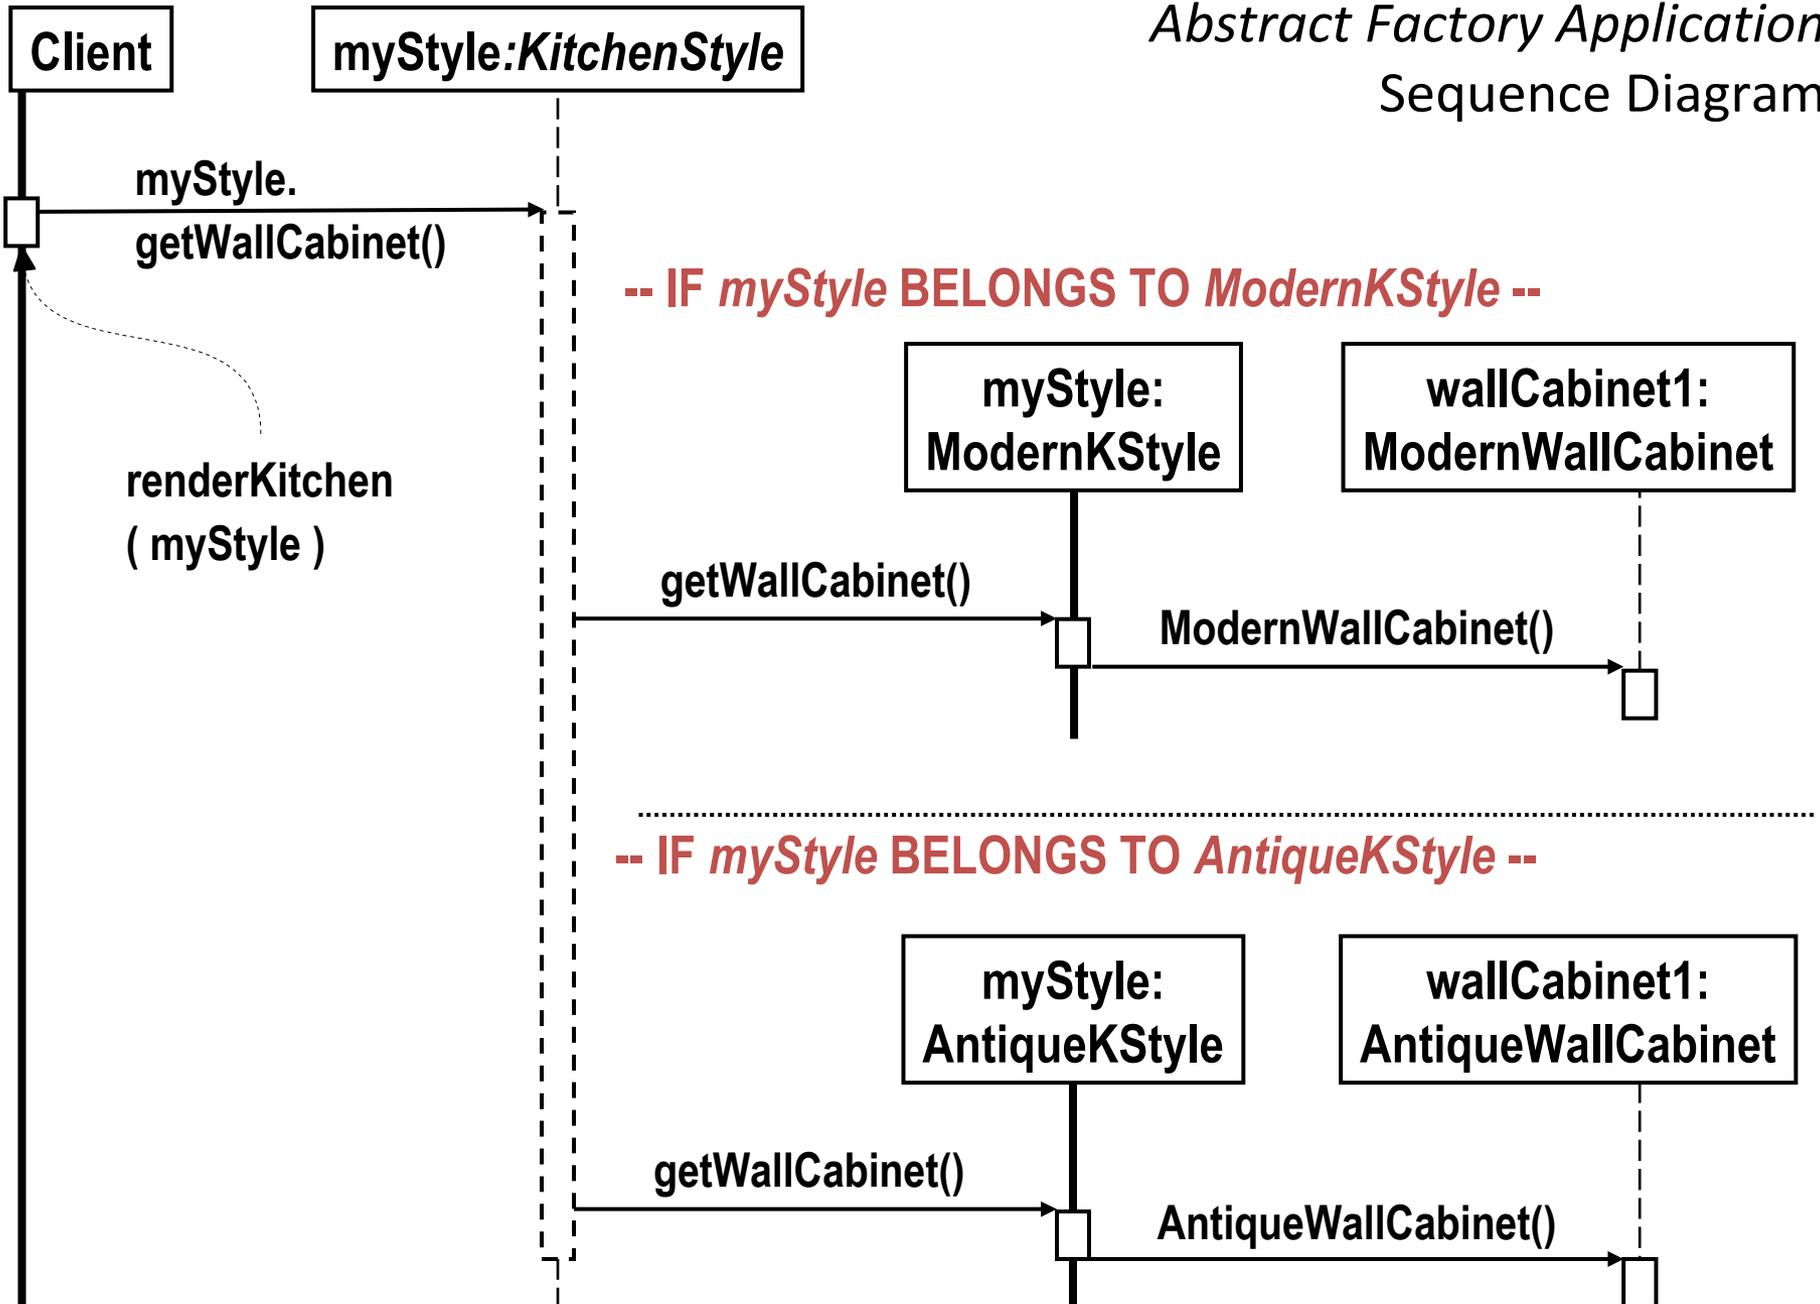 Abstract Factory Application
Sequence Diagram
Client
myStyle:KitchenStyle
myStyle.
getWallCabinet()
-- IF myStyle BELONGS TO ModernKStyle --
myStyle:
ModernKStyle
wallCabinet1:
ModernWallCabinet
renderKitchen
( myStyle )
getWallCabinet()
ModernWallCabinet()
-- IF myStyle BELONGS TO AntiqueKStyle --
myStyle:
AntiqueKStyle
wallCabinet1:
AntiqueWallCabinet
getWallCabinet()
AntiqueWallCabinet()